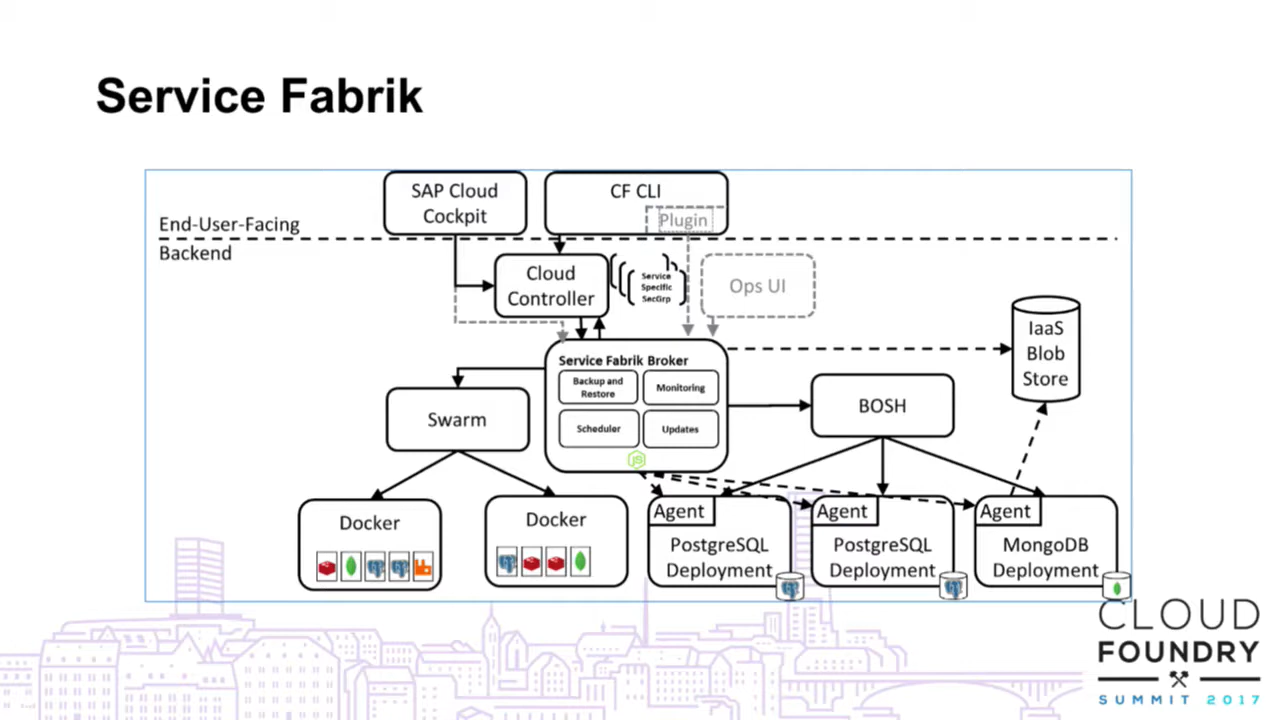 Service Fabrik
SAP Cloud
Cockpit
CF CLI
Plugin
End-User-Facing
Backend
Cloud
Controller
Service
Specific
SecGrp
Ops UI
IaaS
Blob
Store
Service Fabrik Broker
Backup and
Restore
Monitoring
Scheduler
Updates
JS
Swarm
BOSH
Docker
Docker
Agent
PostgreSQL
Deployment
Agent
PostgreSQL
Deployment
Agent
MongoDB
Deployment
CLOUD
FOUNDRY
SUMMIT 2017